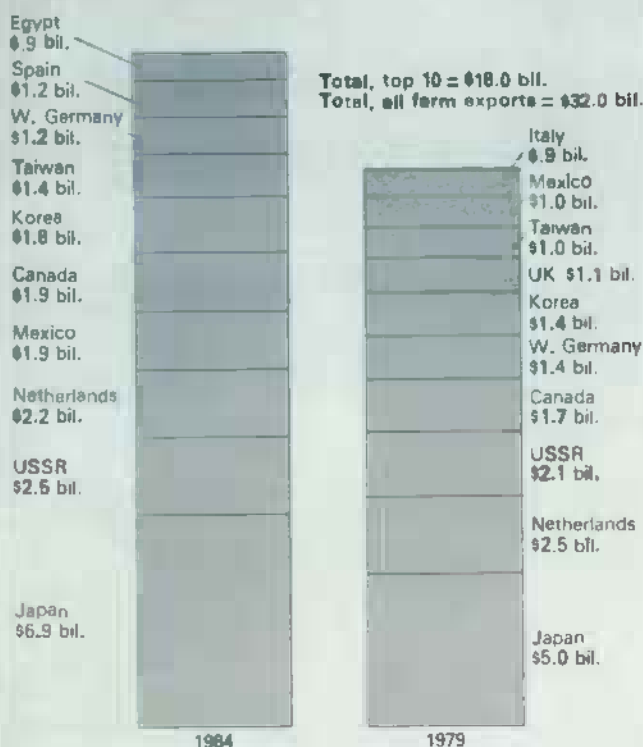 Egypt
$.9 bil.
Spain
$1.2 bil.
W. Germany
$1.2 bil.
Taiwan
$1.4 bil.
Korea
$1.8 bil.
Canada
$1.9 bil.
Mexico
$1.9 bil.
Netherlands
$2.2 bil.
USSR
$2.5 bil.
Japan
$6.9 bil.
1984
Total, top 10 = $18.0 bil.
Total, all farm exports = $32.0 bil.
Italy
$.9 bil.
Mexico
$1.0 bil.
Taiwan
$1.0 bil.
UK $1.1 bil.
Korea
$1.4 bil.
W. Germany
$1.4 bil.
Canada
$1.7 bil.
USSR
$2.1 bil.
Netherlands
$2.5 bil.
Japan
$5.0 bil.
1979